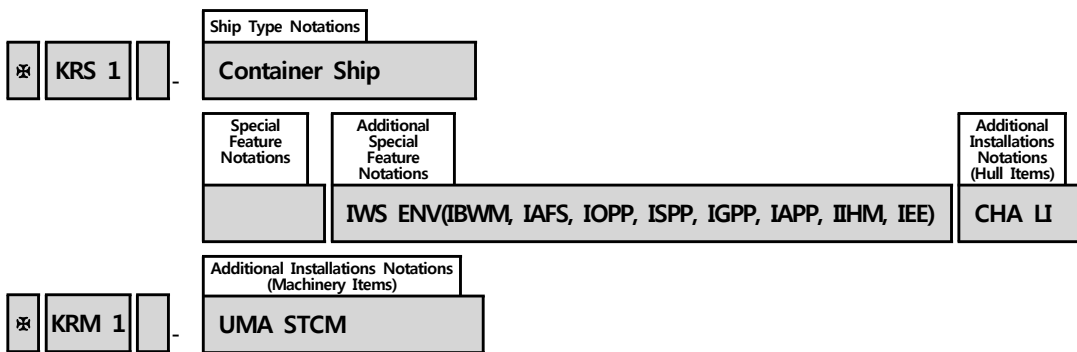 Ship Type Notations
✠ KRS 1 - Container Ship
Special
Feature
Notations
Additional
Special
Feature
Notations
Additional
Installations
Notations
(Hull Items)
IWS ENV(IBWM, IAFS, IOPP, ISPP, IGPP, IAPP, IIHM, IEE) CHA LI
Additional Installations Notations
(Machinery Items)
✠ KRM 1 - UMA STCM